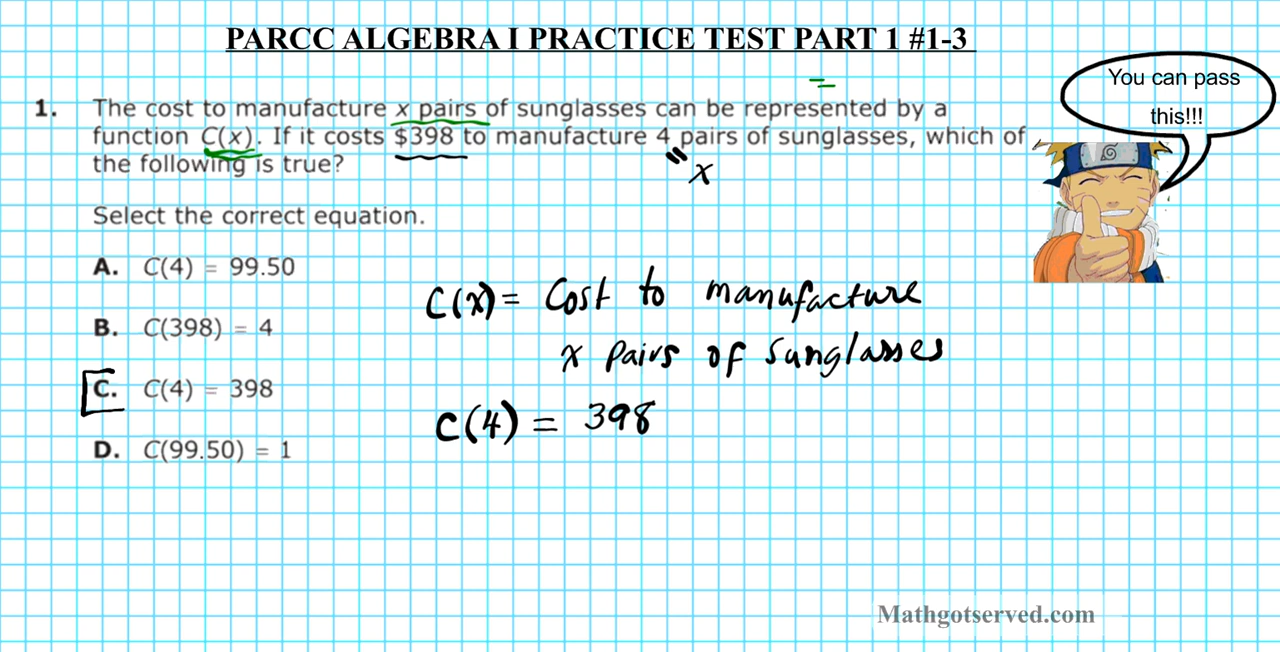 PARCC ALGEBRA I PRACTICE TEST PART 1 #1-3
You can pass
this!!!
1. The cost to manufacture x pairs of sunglasses can be represented by a
function C(x). If it costs $398 to manufacture 4 pairs of sunglasses, which of
the following is true?
x
Select the correct equation.
A. C(4) = 99.50
B. C(398) = 4
C. C(4) = 398
D. C(99.50) = 1
C(x) = Cost to manufacture
x pairs of sunglasses
C(4) = 398
Mathgotserved.com